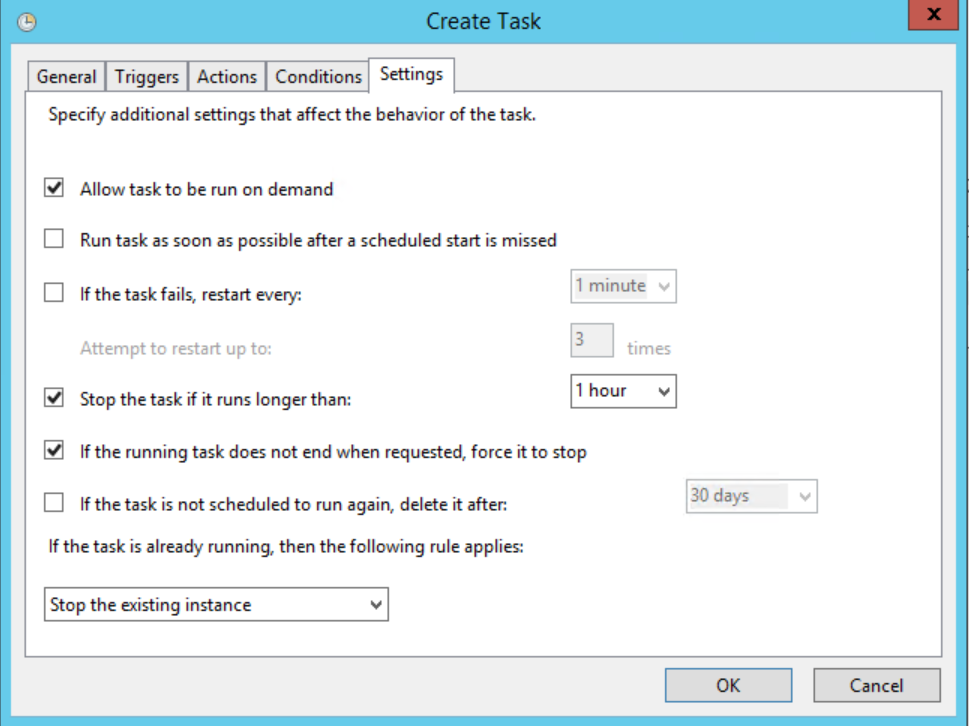 Create Task
x
General Triggers Actions Conditions Settings
Specify additional settings that affect the behavior of the task.
Allow task to be run on demand
Run task as soon as possible after a scheduled start is missed
If the task fails, restart every: 1 minute
Attempt to restart up to: 3 times
Stop the task if it runs longer than: 1 hour
If the running task does not end when requested, force it to stop
If the task is not scheduled to run again, delete it after: 30 days
If the task is already running, then the following rule applies:
Stop the existing instance
OK Cancel